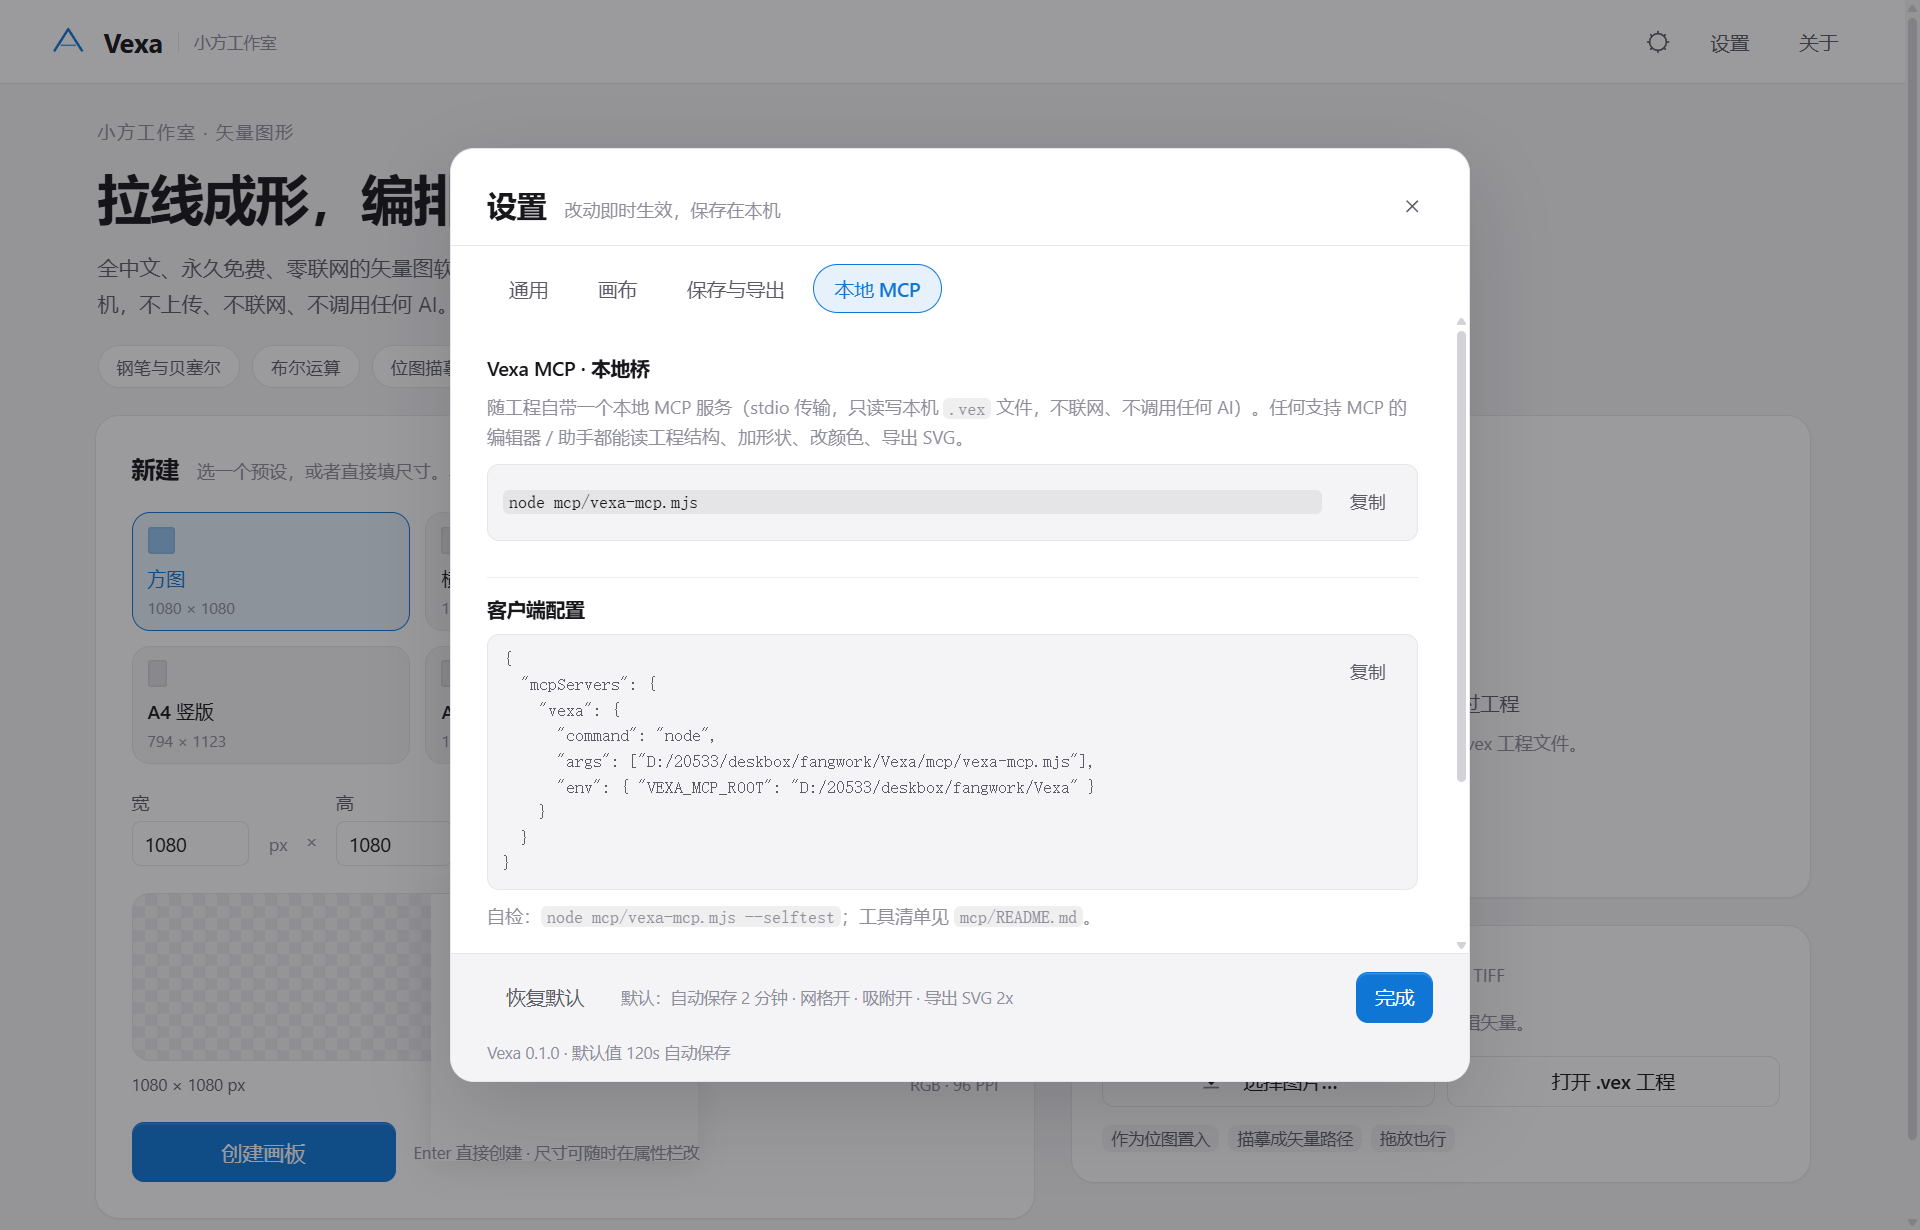 Vexa
小方工作室
设置
关于
小方工作室 · 矢量图形
拉线成形，编排
全中文、永久免费、零联网的矢量图软
机，不上传、不联网、不调用任何 AI。
钢笔与贝塞尔
布尔运算
位图描摹
新建
选一个预设，或者直接填尺寸。
方图
1080 × 1080
A4 竖版
794 × 1123
宽
高
1080
px
×
1080
1080 × 1080 px
RGB · 96 PPI
创建画板
Enter 直接创建 · 尺寸可随时在属性栏改
设置
改动即时生效，保存在本机
×
通用
画布
保存与导出
本地 MCP
Vexa MCP · 本地桥
随工程自带一个本地 MCP 服务（stdio 传输，只读写本机 .vex 文件，不联网、不调用任何 AI）。任何支持 MCP 的
编辑器 / 助手都能读工程结构、加形状、改颜色、导出 SVG。
node mcp/vexa-mcp.mjs
复制
客户端配置
复制
{
"mcpServers": {
"vexa": {
"command": "node",
"args": ["D:/20533/deskbox/fangwork/Vexa/mcp/vexa-mcp.mjs"],
"env": { "VEXA_MCP_ROOT": "D:/20533/deskbox/fangwork/Vexa" }
}
}
}
自检：node mcp/vexa-mcp.mjs --selftest；工具清单见 mcp/README.md。
恢复默认
默认：自动保存 2 分钟 · 网格开 · 吸附开 · 导出 SVG 2x
完成
Vexa 0.1.0 · 默认值 120s 自动保存
过工程
vex 工程文件。
TIFF
辑矢量。
选择图片...
打开 .vex 工程
作为位图置入
描摹成矢量路径
拖放也行